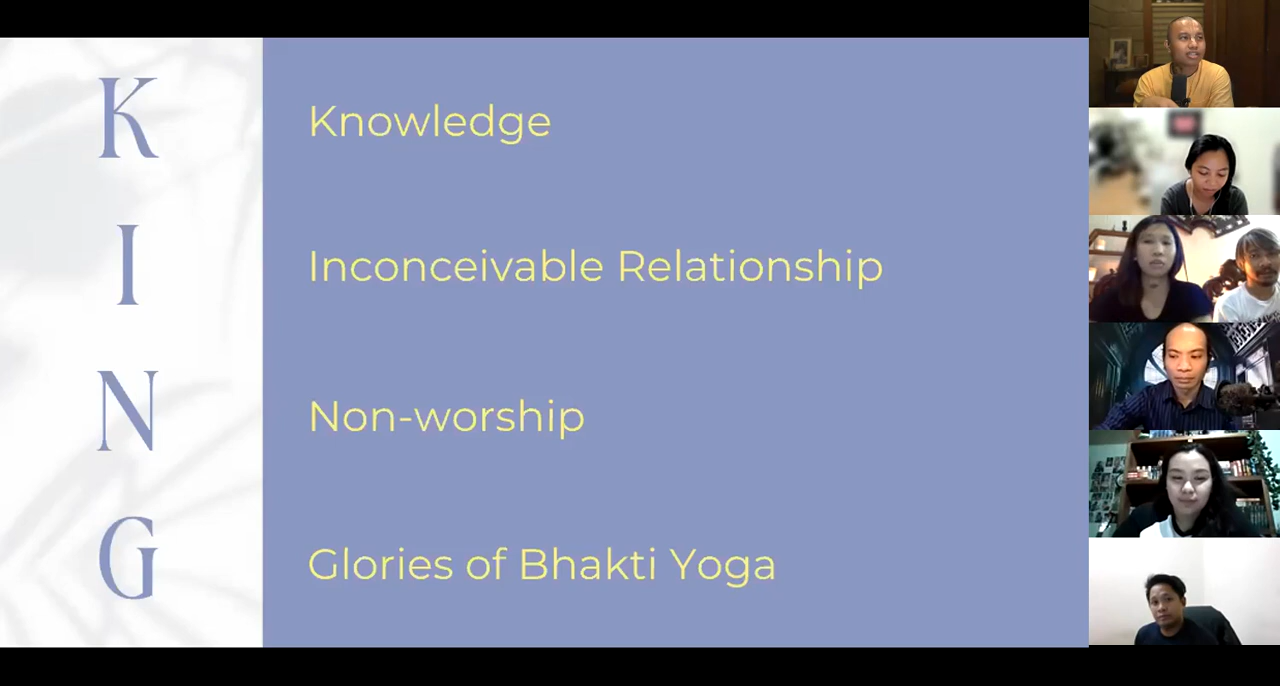 K
Knowledge
I
Inconceivable Relationship
N
Non-worship
G
Glories of Bhakti Yoga